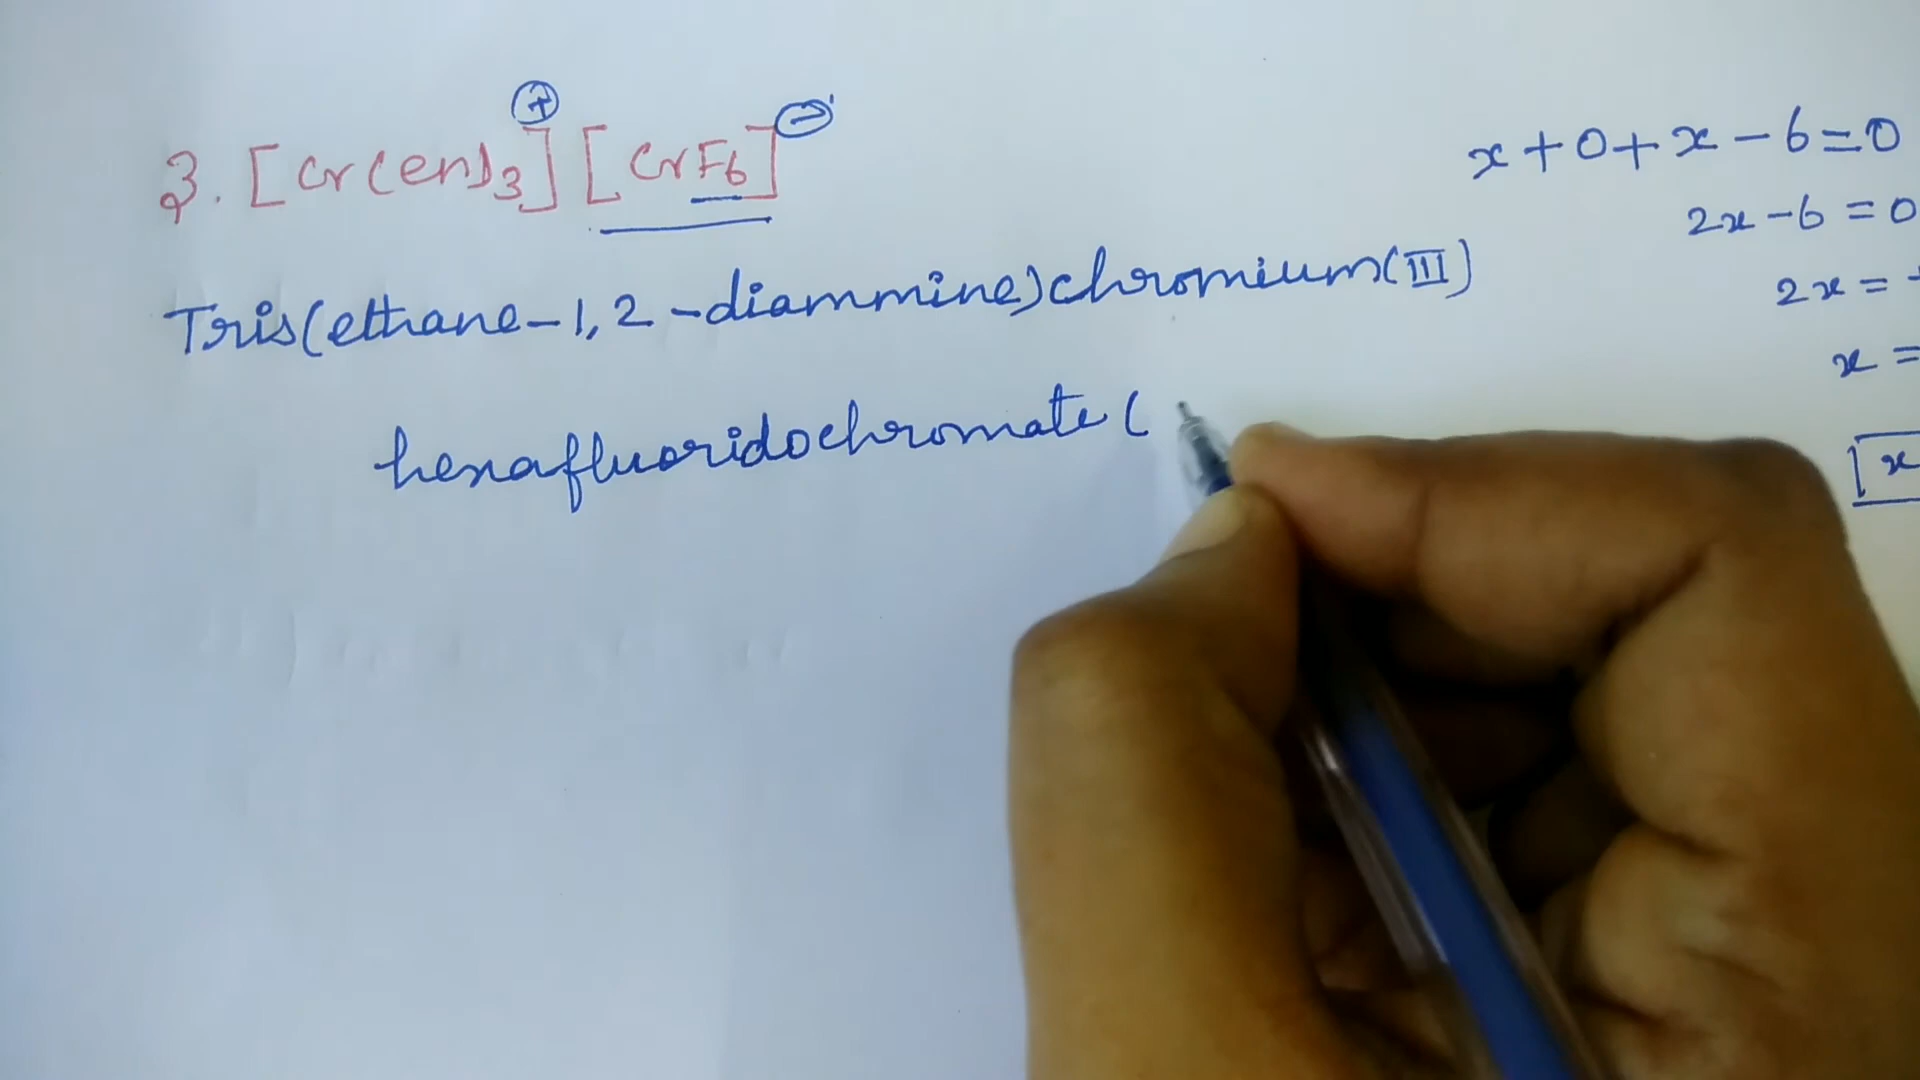 3. [Cr(en)3]⊕ [CrF6]⊖
Tris(ethane-1,2-diammine)chromium(III)
hexafluoridochromate(
x+0+x-6=0
2x-6=0
2x=+
x=
x